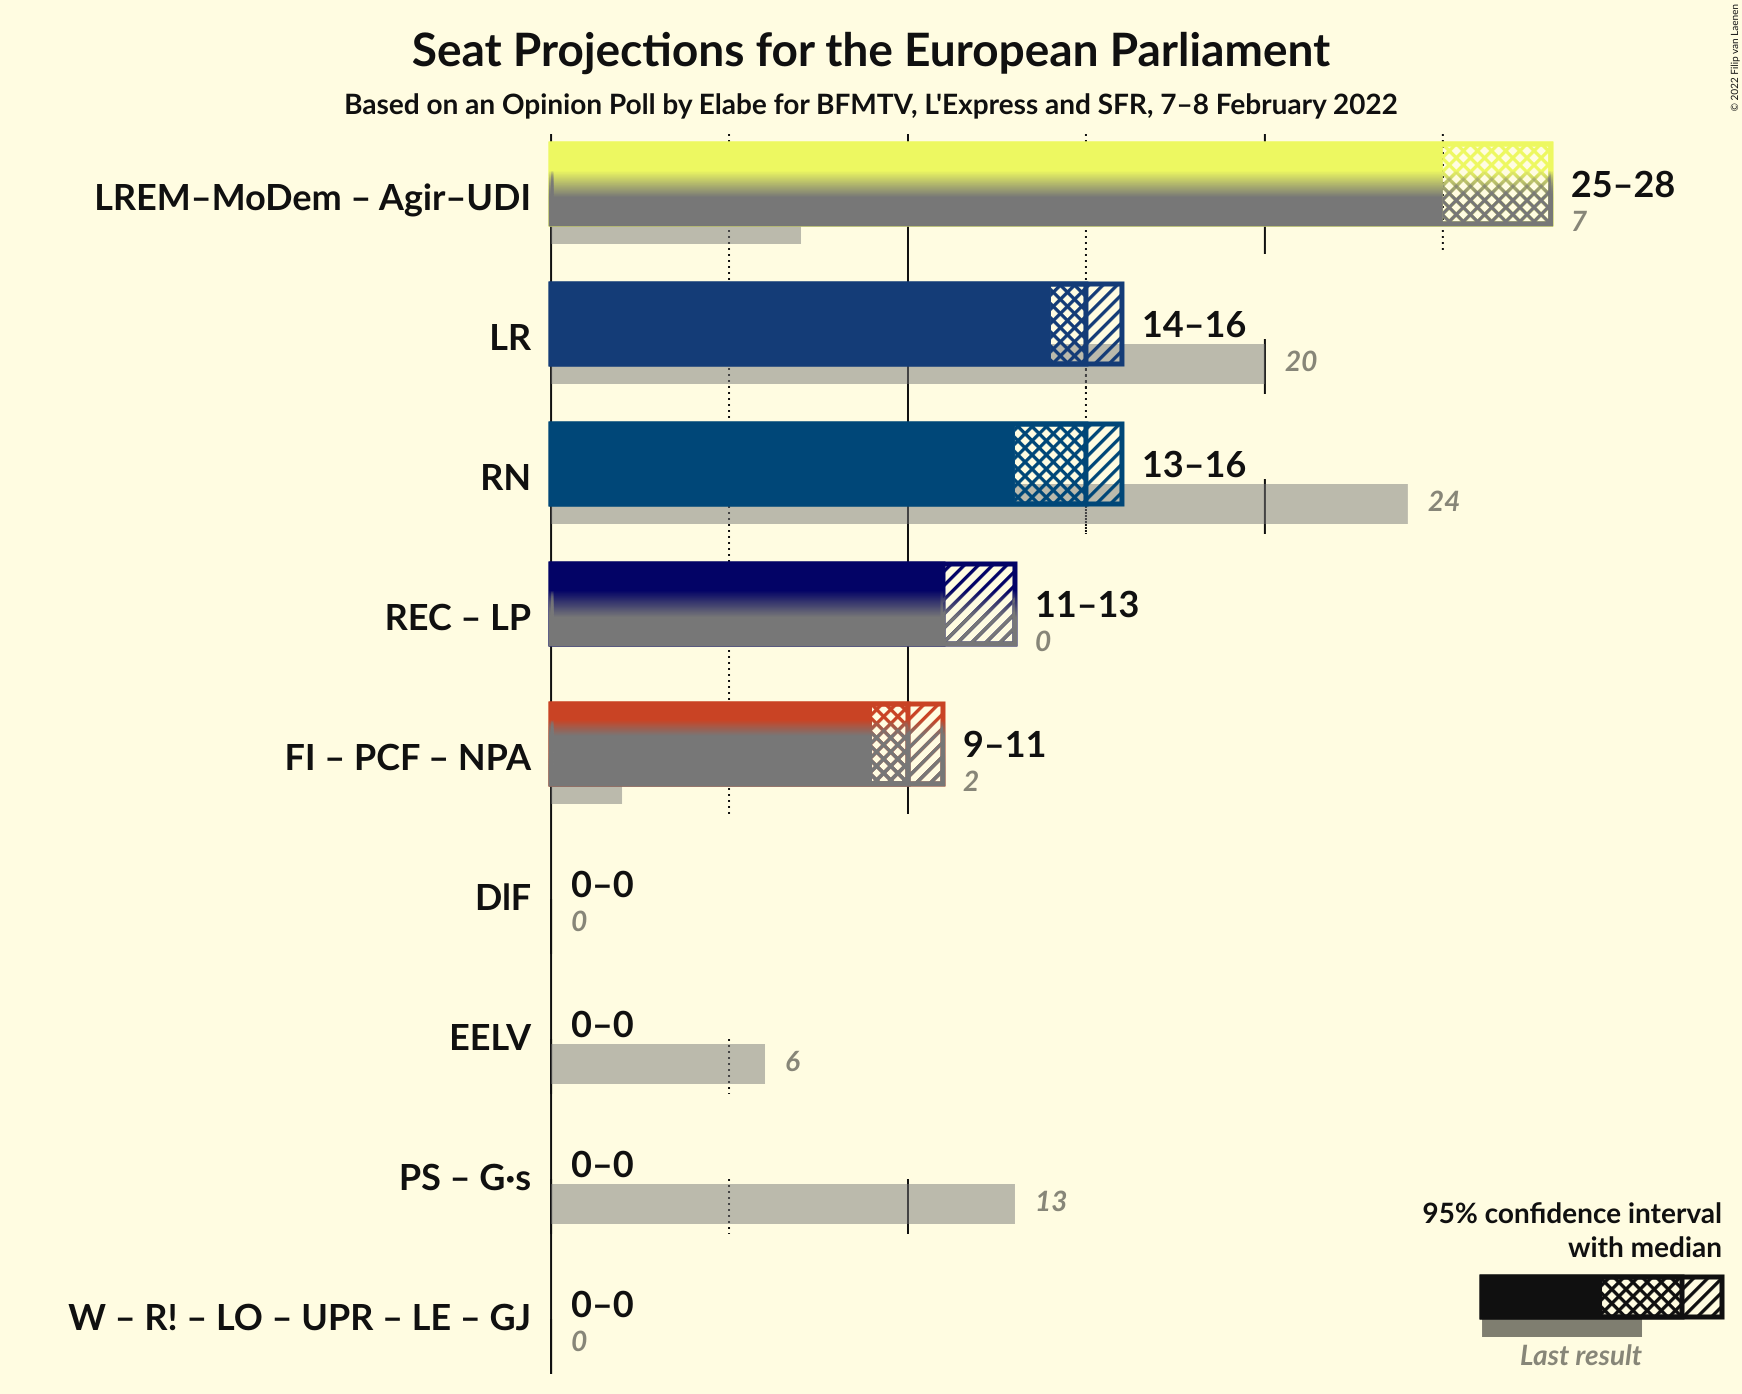 Seat Projections for the European Parliament
Based on an Opinion Poll by Elabe for BFMTV, L'Express and SFR, 7–8 February 2022
© 2022 Filip van Laenen
LREM–MoDem – Agir–UDI
25–28
7
LR
14–16
20
RN
13–16
24
REC – LP
11–13
0
FI – PCF – NPA
9–11
2
DlF
0–0
0
EELV
0–0
6
PS – G·s
0–0
13
W – R! – LO – UPR – LE – GJ
0–0
0
95% confidence interval
with median
Last result